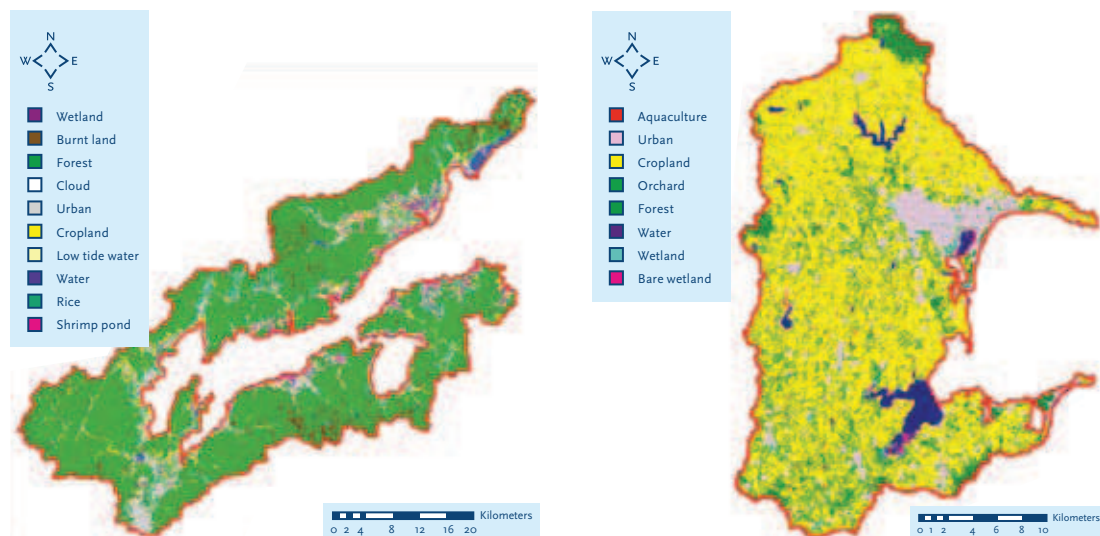 N
W E
S
Wetland
Burnt land
Forest
Cloud
Urban
Cropland
Low tide water
Water
Rice
Shrimp pond
Kilometers
0 2 4 8 12 16 20
N
W E
S
Aquaculture
Urban
Cropland
Orchard
Forest
Water
Wetland
Bare wetland
Kilometers
0 1 2 4 6 8 10